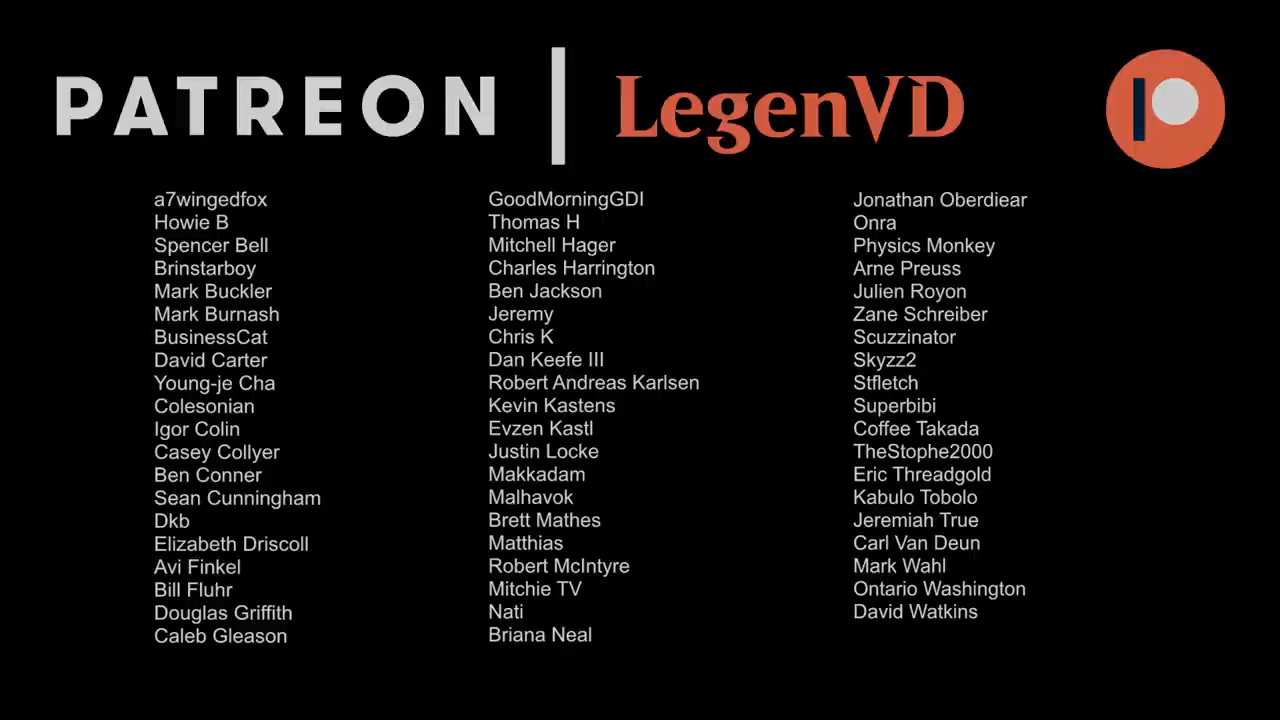 PATREON | LegenVD
a7wingedfox
Howie B
Spencer Bell
Brinstarboy
Mark Buckler
Mark Burnash
BusinessCat
David Carter
Young-je Cha
Colesonian
Igor Colin
Casey Collyer
Ben Conner
Sean Cunningham
Dkb
Elizabeth Driscoll
Avi Finkel
Bill Fluhr
Douglas Griffith
Caleb Gleason
GoodMorningGDI
Thomas H
Mitchell Hager
Charles Harrington
Ben Jackson
Jeremy
Chris K
Dan Keefe III
Robert Andreas Karlsen
Kevin Kastens
Evzen Kastl
Justin Locke
Makkadam
Malhavok
Brett Mathes
Matthias
Robert McIntyre
Mitchie TV
Nati
Briana Neal
Jonathan Oberdiear
Onra
Physics Monkey
Arne Preuss
Julien Royon
Zane Schreiber
Scuzzinator
Skyzz2
Stfletch
Superbibi
Coffee Takada
TheStophe2000
Eric Threadgold
Kabulo Tobolo
Jeremiah True
Carl Van Deun
Mark Wahl
Ontario Washington
David Watkins